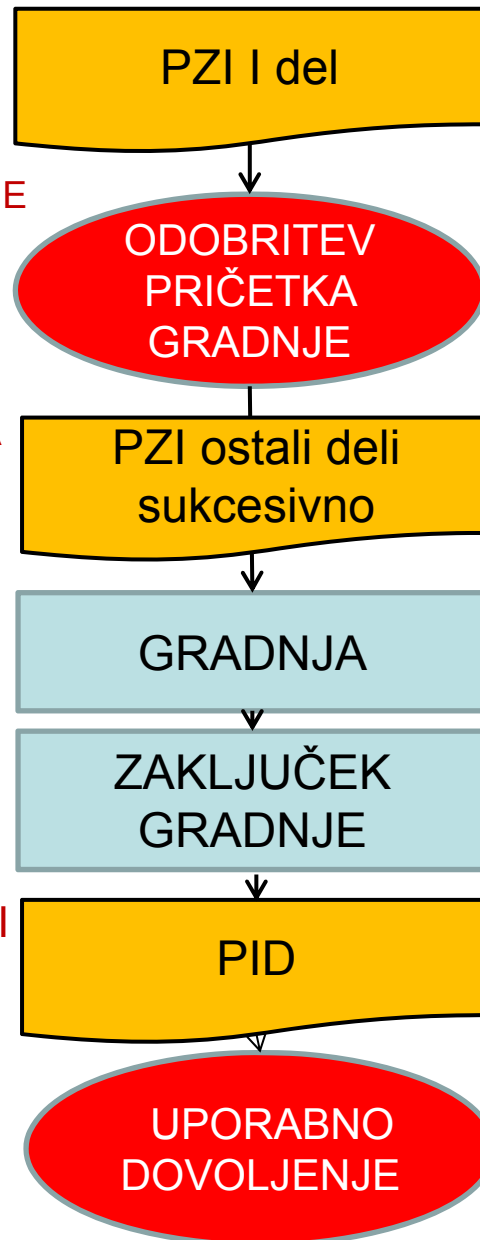 PZI I del
E
ODOBRITEV
PRIČETKA
GRADNJE
PZI ostali deli
sukcesivno
GRADNJA
ZAKLJUČEK
GRADNJE
I
PID
UPORABNO
DOVOLJENJE